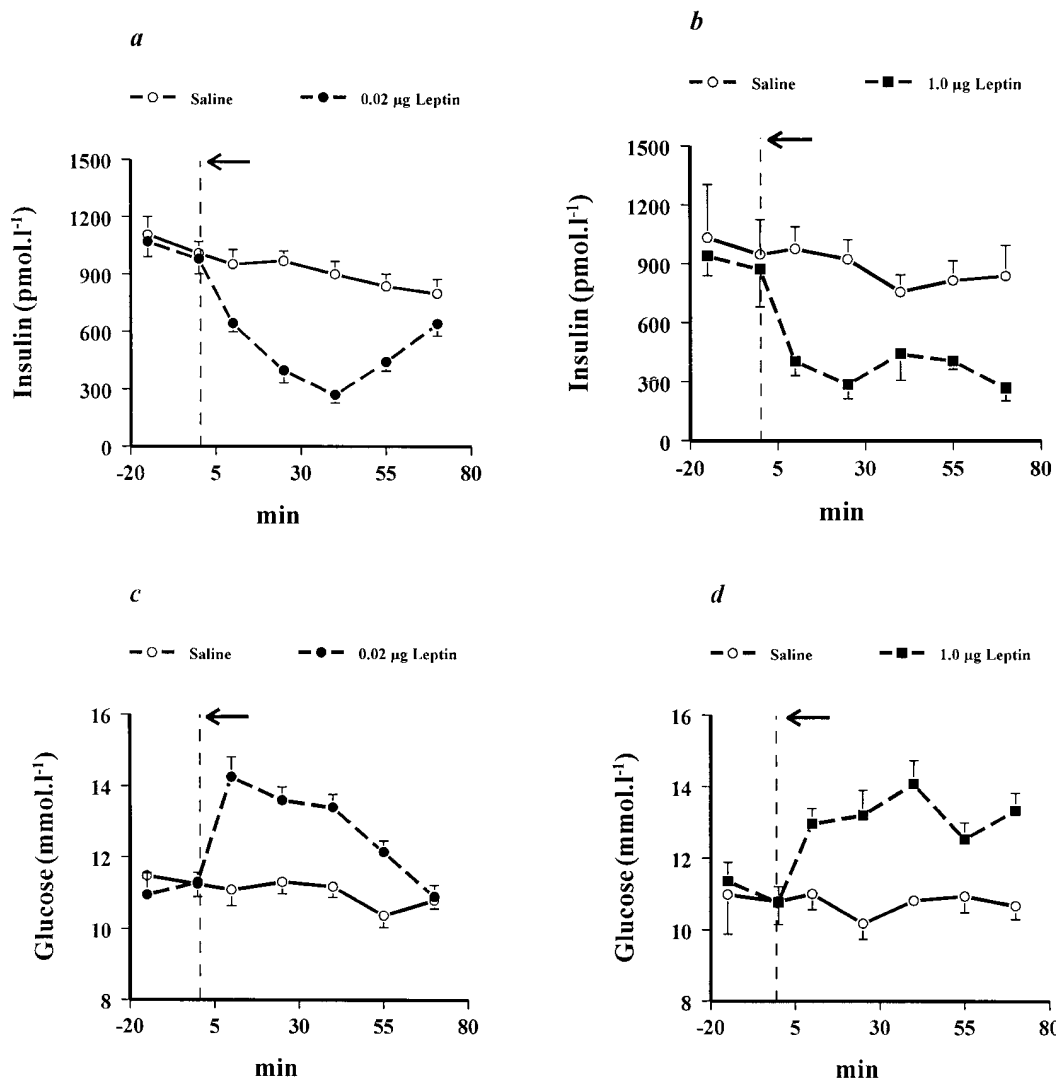 a
Saline 0.02 µg Leptin
1500
1200
900
600
300
0
-20 5 30 55 80
Insulin (pmol.l-1)
min
b
Saline 1.0 µg Leptin
1500
1200
900
600
300
0
-20 5 30 55 80
Insulin (pmol.l-1)
min
c
Saline 0.02 µg Leptin
16
14
12
10
8
-20 5 30 55 80
Glucose (mmol.l-1)
min
d
Saline 1.0 µg Leptin
16
14
12
10
8
-20 5 30 55 80
Glucose (mmol.l-1)
min